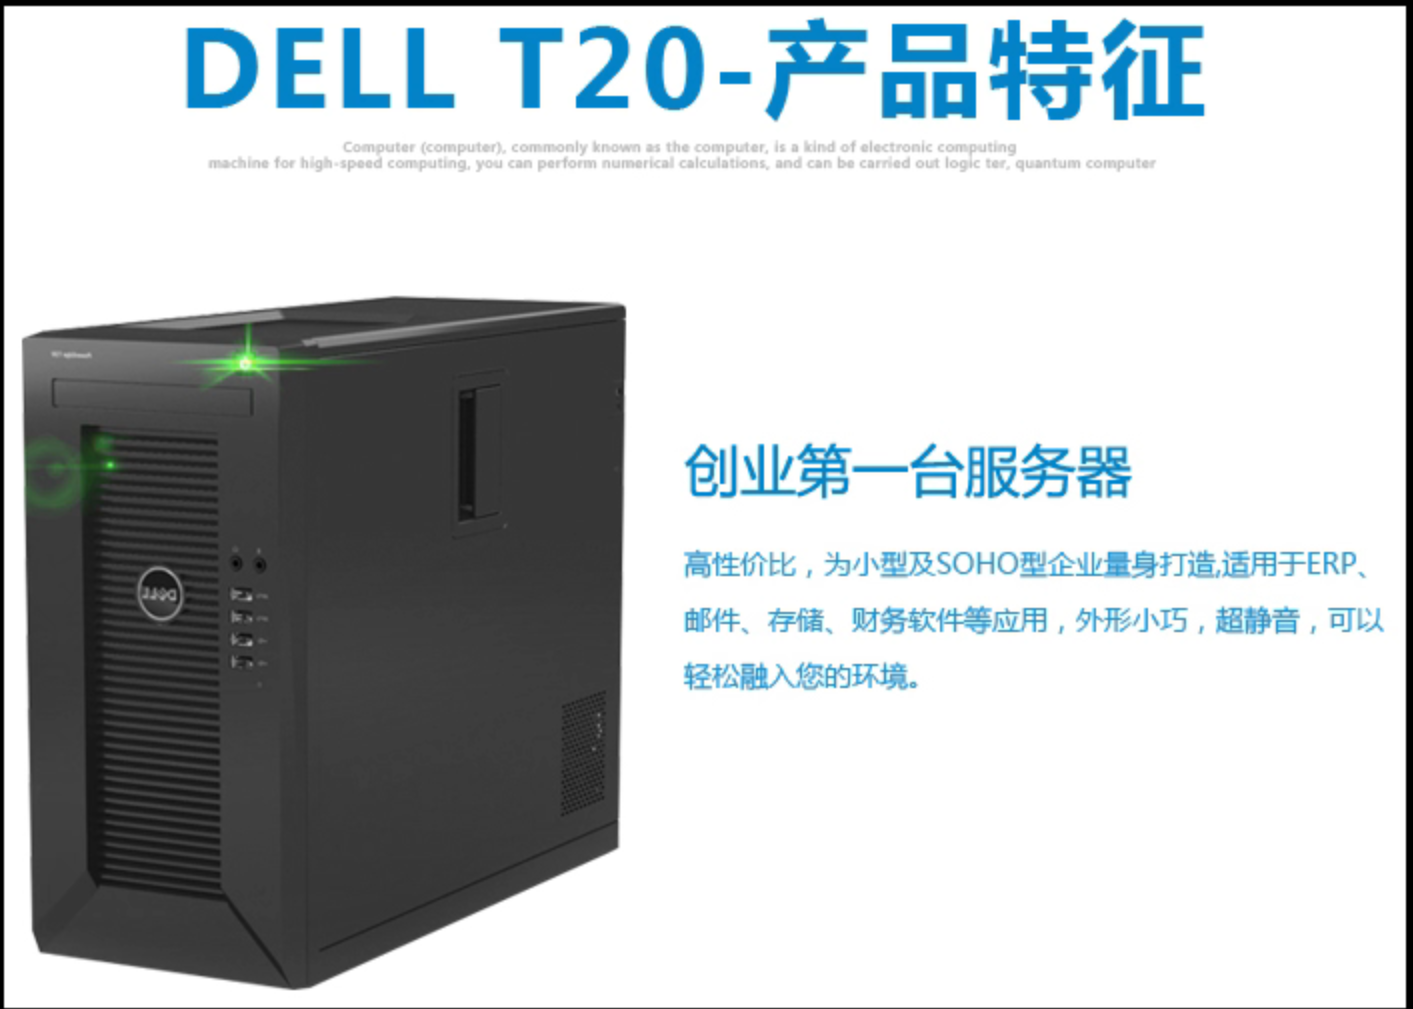 DELL T20-产品特征
Computer (computer), commonly known as the computer, is a kind of electronic computing
machine for high-speed computing, you can perform numerical calculations, and can be carried out logic ter, quantum computer
创业第一台服务器
高性价比，为小型及SOHO型企业量身打造,适用于ERP、
邮件、存储、财务软件等应用，外形小巧，超静音，可以
轻松融入您的环境。
DELL